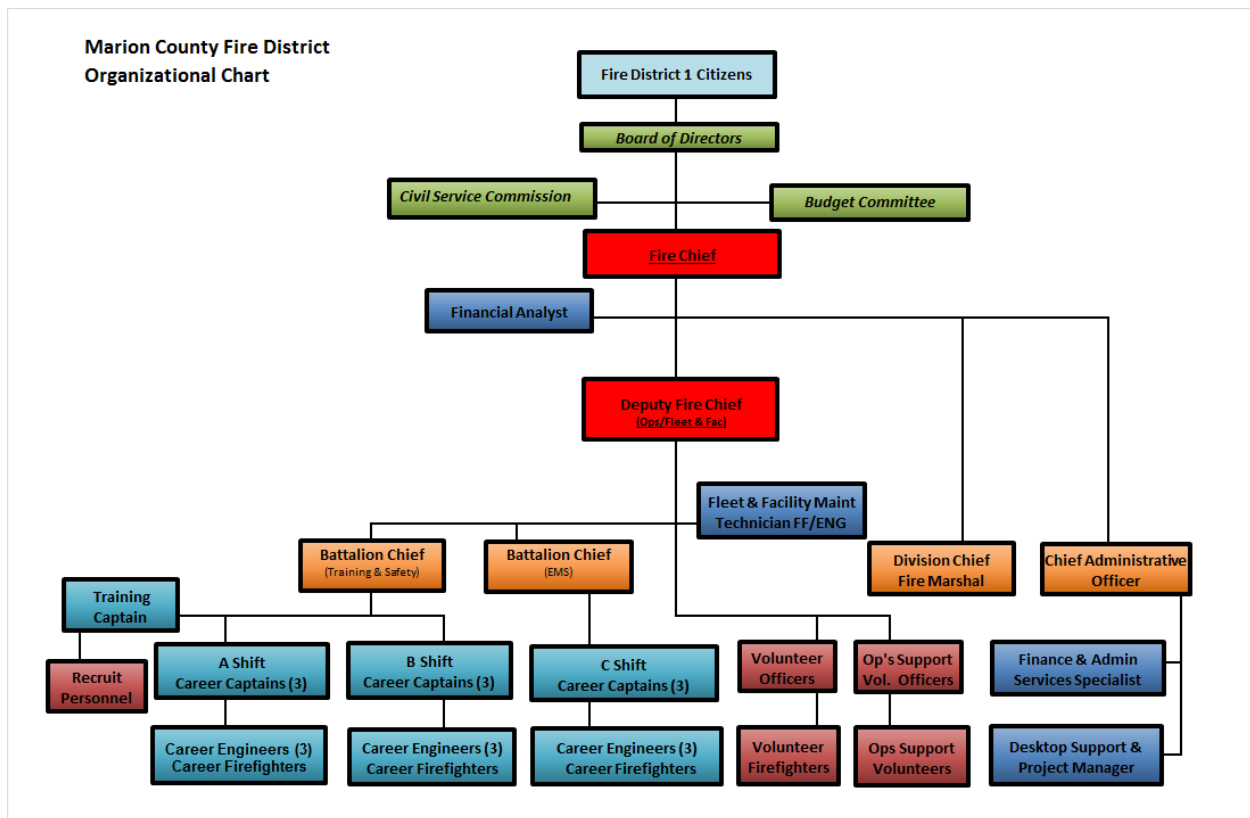 Marion County Fire District
Organizational Chart
Fire District 1 Citizens
Board of Directors
Civil Service Commission
Budget Committee
Fire Chief
Financial Analyst
Deputy Fire Chief
(Ops/Fleet & Fac)
Fleet & Facility Maint
Technician FF/ENG
Battalion Chief
(Training & Safety)
Battalion Chief
(EMS)
Division Chief
Fire Marshal
Chief Administrative
Officer
Training
Captain
Recruit
Personnel
A Shift
Career Captains (3)
B Shift
Career Captains (3)
C Shift
Career Captains (3)
Volunteer
Officers
Op's Support
Vol. Officers
Finance & Admin
Services Specialist
Career Engineers (3)
Career Firefighters
Career Engineers (3)
Career Firefighters
Career Engineers (3)
Career Firefighters
Volunteer
Firefighters
Ops Support
Volunteers
Desktop Support &
Project Manager